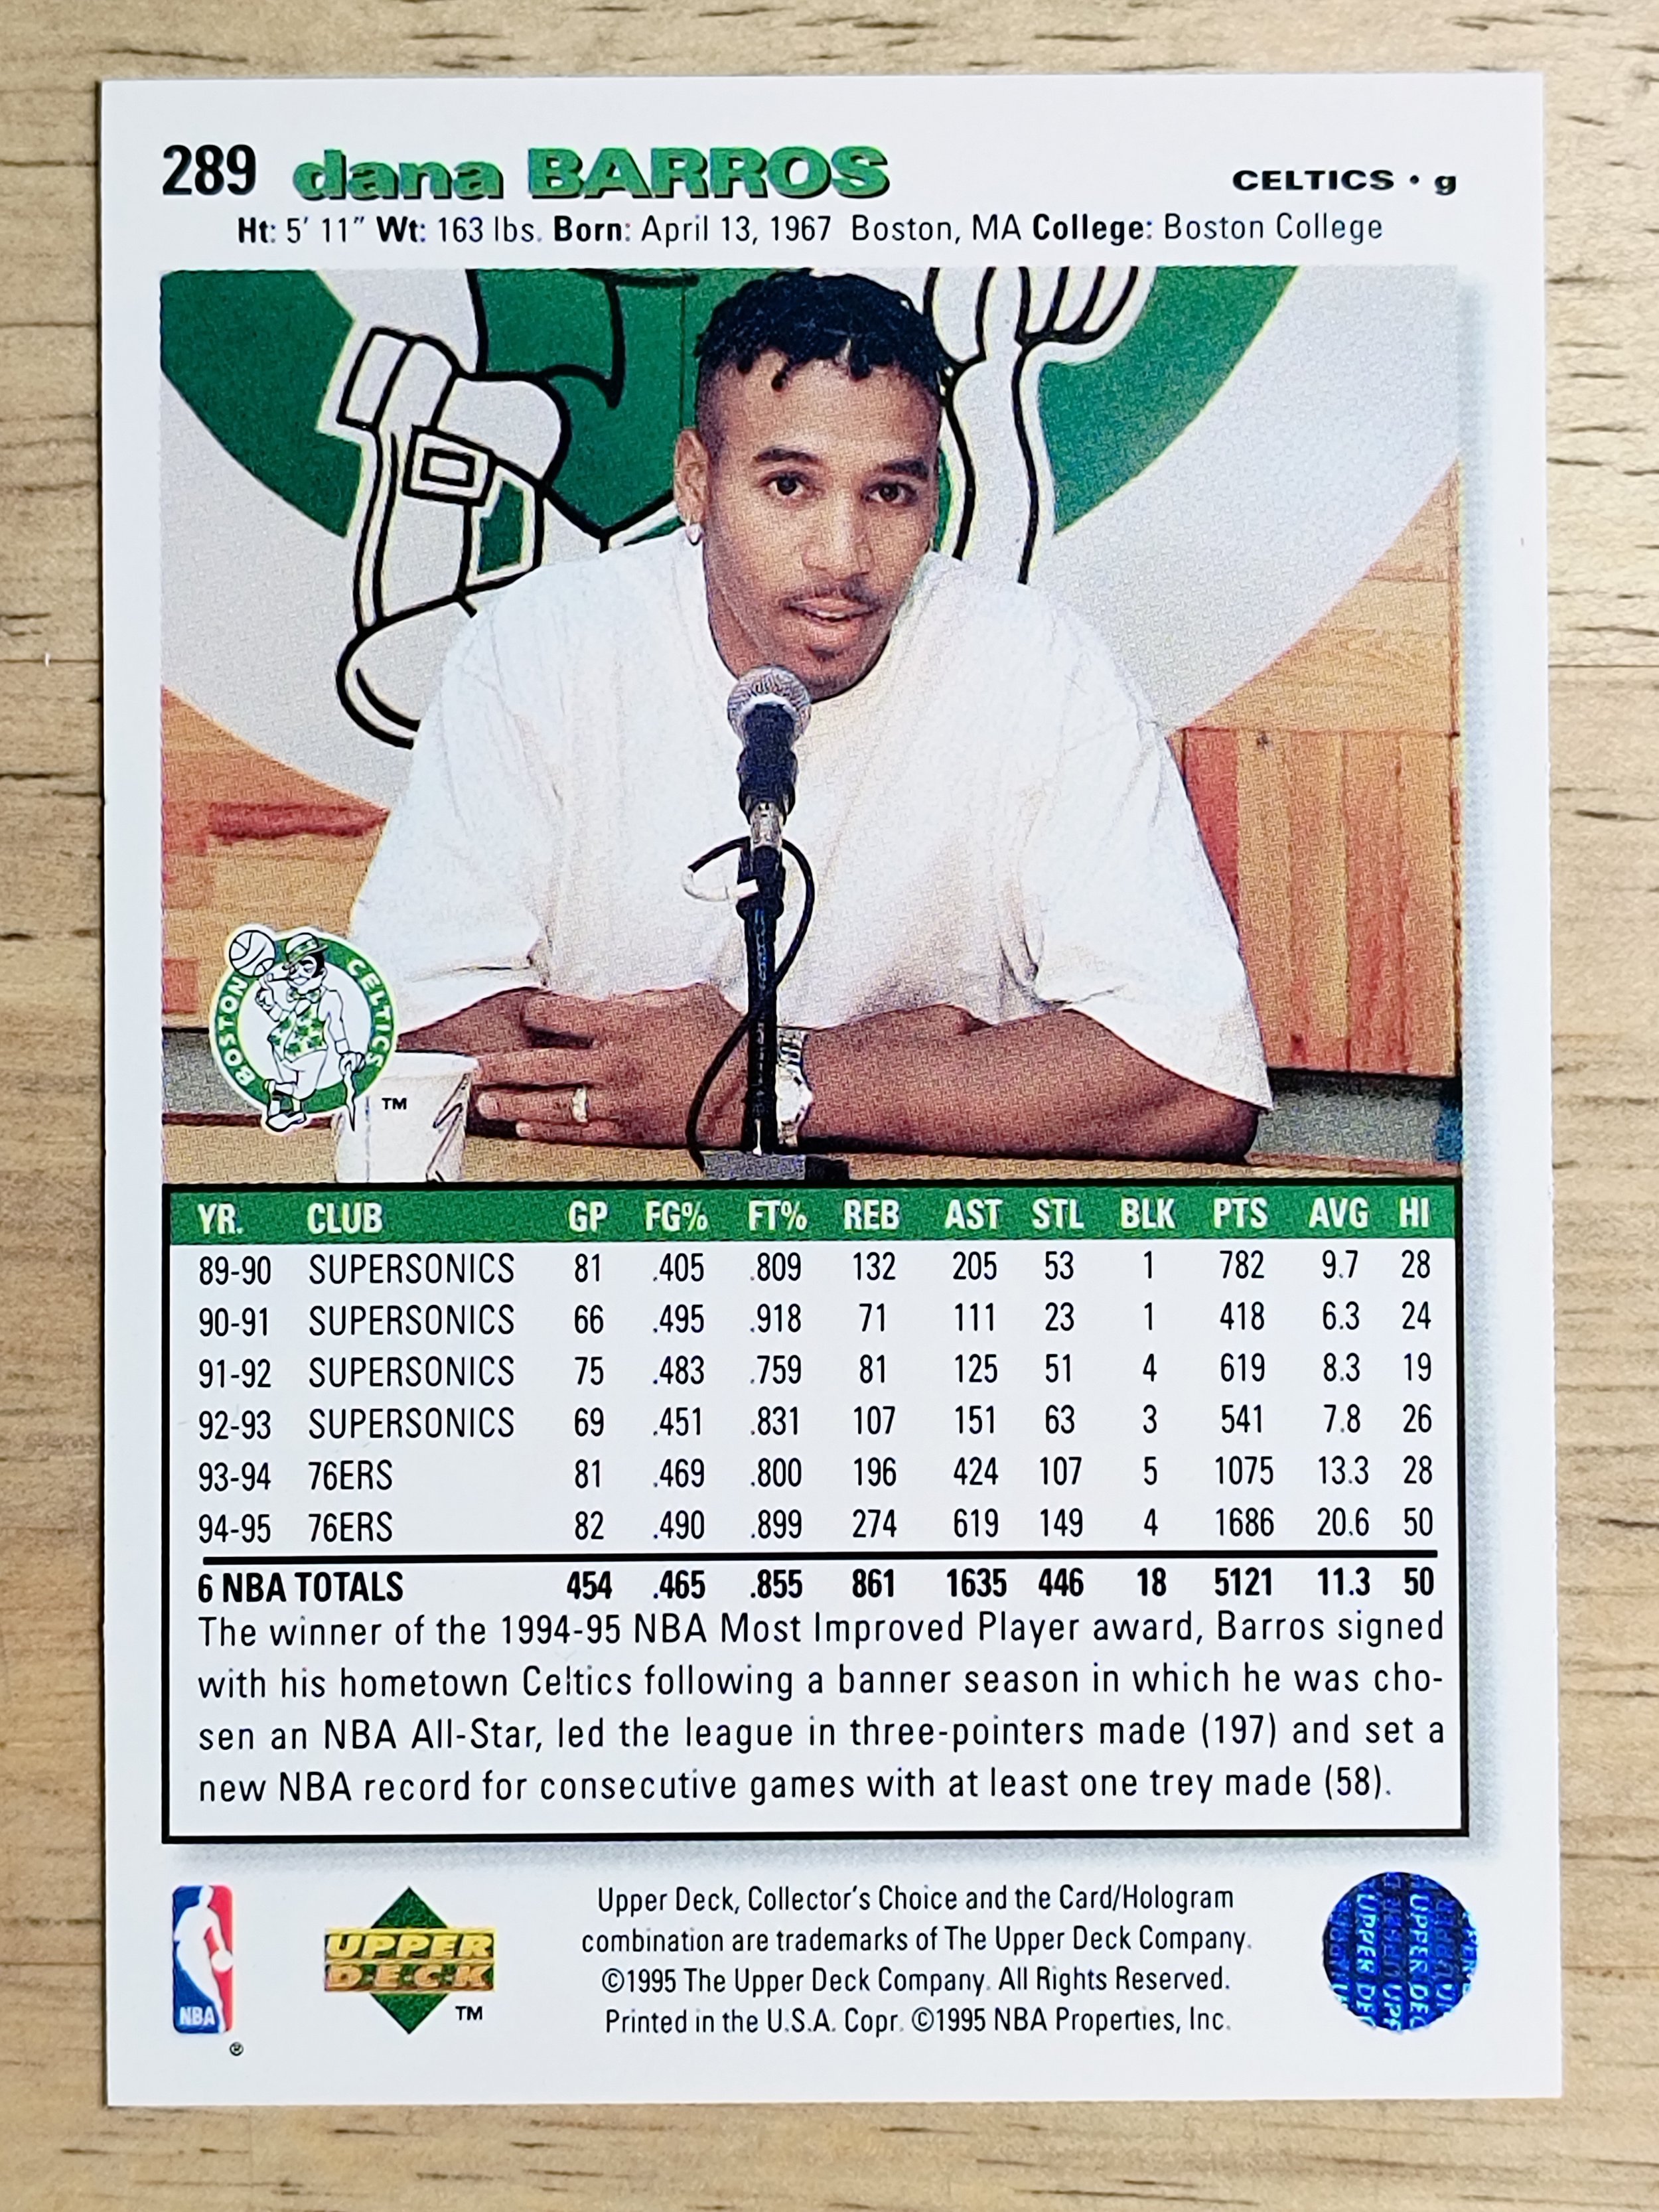 289 dana BARROS CELTICS • g
Ht: 5' 11" Wt: 163 lbs. Born: April 13, 1967 Boston, MA College: Boston College
BOSTON CELTICS
TM
YR. CLUB GP FG% FT% REB AST STL BLK PTS AVG HI
89-90 SUPERSONICS 81 .405 .809 132 205 53 1 782 9.7 28
90-91 SUPERSONICS 66 .495 .918 71 111 23 1 418 6.3 24
91-92 SUPERSONICS 75 .483 .759 81 125 51 4 619 8.3 19
92-93 SUPERSONICS 69 .451 .831 107 151 63 3 541 7.8 26
93-94 76ERS 81 .469 .800 196 424 107 5 1075 13.3 28
94-95 76ERS 82 .490 .899 274 619 149 4 1686 20.6 50
6 NBA TOTALS 454 .465 .855 861 1635 446 18 5121 11.3 50
The winner of the 1994-95 NBA Most Improved Player award, Barros signed
with his hometown Celtics following a banner season in which he was cho-
sen an NBA All-Star, led the league in three-pointers made (197) and set a
new NBA record for consecutive games with at least one trey made (58).
NBA
®
UPPER
DECK
TM
Upper Deck, Collector's Choice and the Card/Hologram
combination are trademarks of The Upper Deck Company.
©1995 The Upper Deck Company. All Rights Reserved.
Printed in the U.S.A. Copr. ©1995 NBA Properties, Inc.
UPPER DEC
UPPER DEC